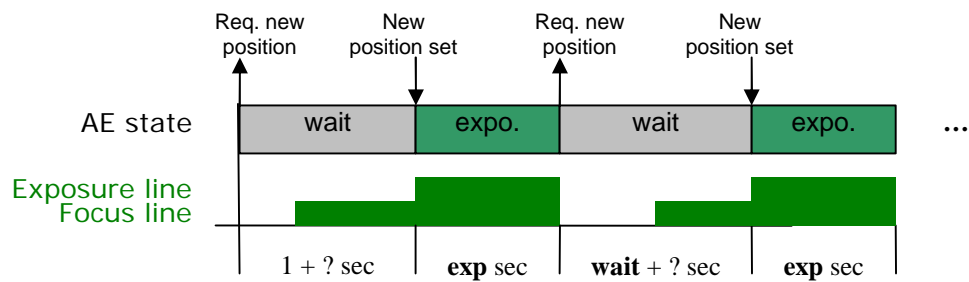 Req. new position
New position set
Req. new position
New position set
AE state
wait
expo.
wait
expo.
...
Exposure line
Focus line
1 + ? sec
exp sec
wait + ? sec
exp sec